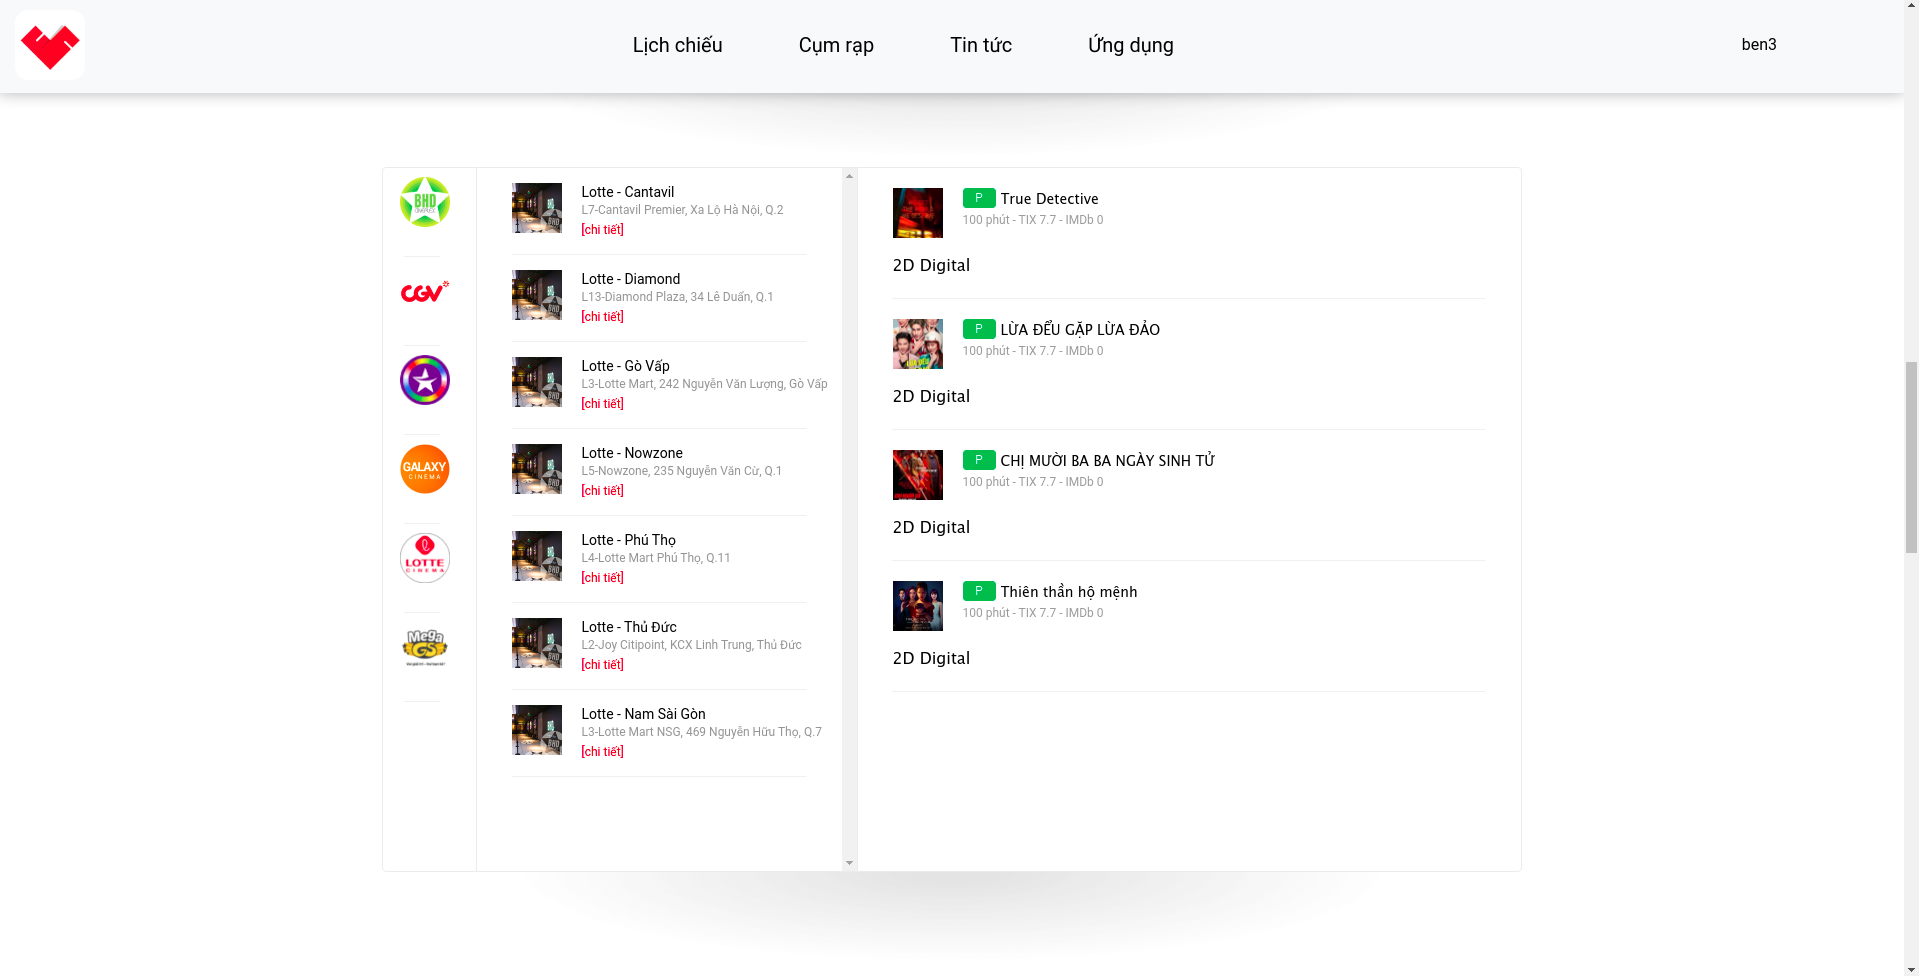 Lịch chiếu
Cụm rạp
Tin tức
Ứng dụng
ben3
BHD
CINEPLEX
CGV
GALAXY
CINEMA
LOTTE
CINEMA
Mega
GS
Lotte - Cantavil
L7-Cantavil Premier, Xa Lộ Hà Nội, Q.2
[chi tiết]
Lotte - Diamond
L13-Diamond Plaza, 34 Lê Duẩn, Q.1
[chi tiết]
Lotte - Gò Vấp
L3-Lotte Mart, 242 Nguyễn Văn Lượng, Gò Vấp
[chi tiết]
Lotte - Nowzone
L5-Nowzone, 235 Nguyễn Văn Cừ, Q.1
[chi tiết]
Lotte - Phú Thọ
L4-Lotte Mart Phú Thọ, Q.11
[chi tiết]
Lotte - Thủ Đức
L2-Joy Citipoint, KCX Linh Trung, Thủ Đức
[chi tiết]
Lotte - Nam Sài Gòn
L3-Lotte Mart NSG, 469 Nguyễn Hữu Thọ, Q.7
[chi tiết]
P True Detective
100 phút - TIX 7.7 - IMDb 0
2D Digital
P LỪA ĐỂU GẶP LỪA ĐẢO
100 phút - TIX 7.7 - IMDb 0
2D Digital
P CHỊ MƯỜI BA BA NGÀY SINH TỬ
100 phút - TIX 7.7 - IMDb 0
2D Digital
P Thiên thần hộ mệnh
100 phút - TIX 7.7 - IMDb 0
2D Digital